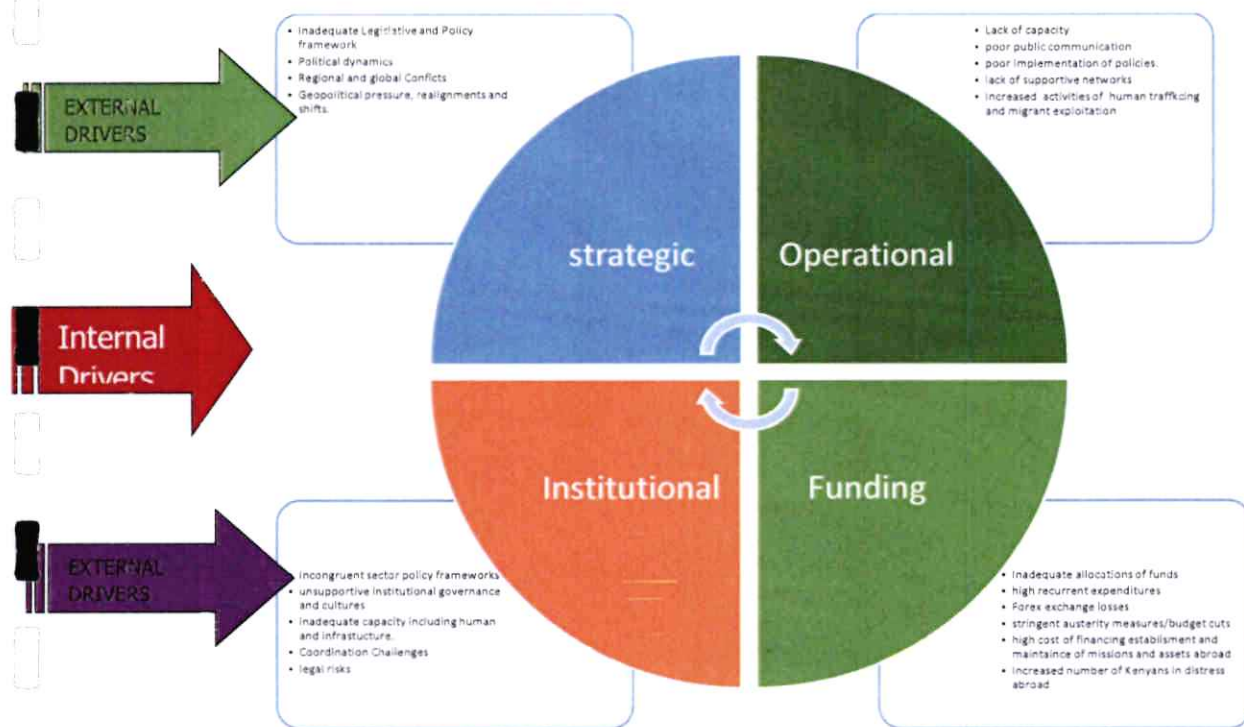 • Inadequate Legislative and Policy
framework
• Political dynamics
• Regional and global Conficts
• Geopolitical pressure, realignments and
shifts.
• Lack of capacity
• poor public communication
• poor implementation of policies.
• lack of supportive networks
• Increased activities of human traffkcing
and migrant exploitation
EXTERNAL
DRIVERS
strategic
Operational
Internal
Drivers
Institutional
Funding
EXTERNAL
DRIVERS
• Incongruent sector policy frameworks
• unsupportive institutional governance
and cultures
• inadequate capacity including human
and infrastucture.
• Coordination Challenges
• legal risks
• Inadequate allocations of funds
• high recurrent expenditures
• Forex exchange losses
• stringent austerity measures/budget cuts
• high cost of financing establisment and
maintaince of missions and assets abroad
• Increased number of Kenyans in distress
abroad